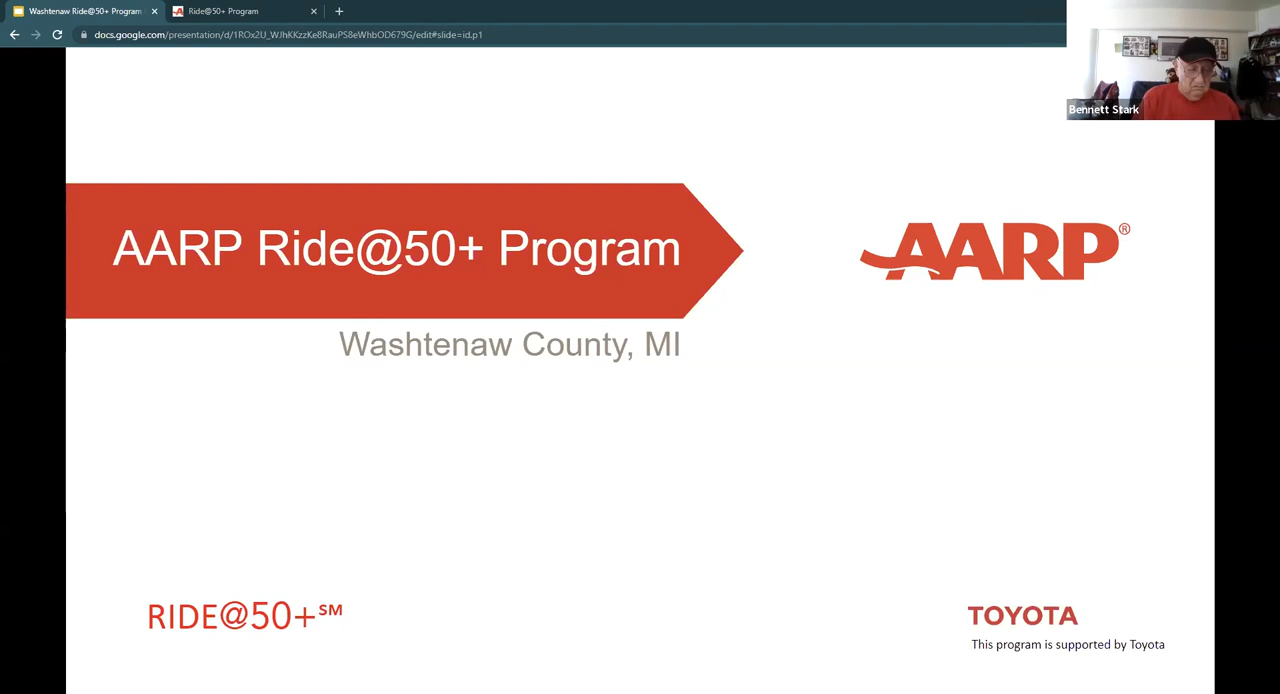 Washtenaw Ride@50+ Program
Ride@50+ Program
docs.google.com/presentation/d/1ROx2U_WJhKKzzKe8RauPS8eWhbOD679G/edit#slide=id.p1
Bennett Stark
AARP Ride@50+ Program
AARP®
Washtenaw County, MI
RIDE@50+℠
TOYOTA
This program is supported by Toyota